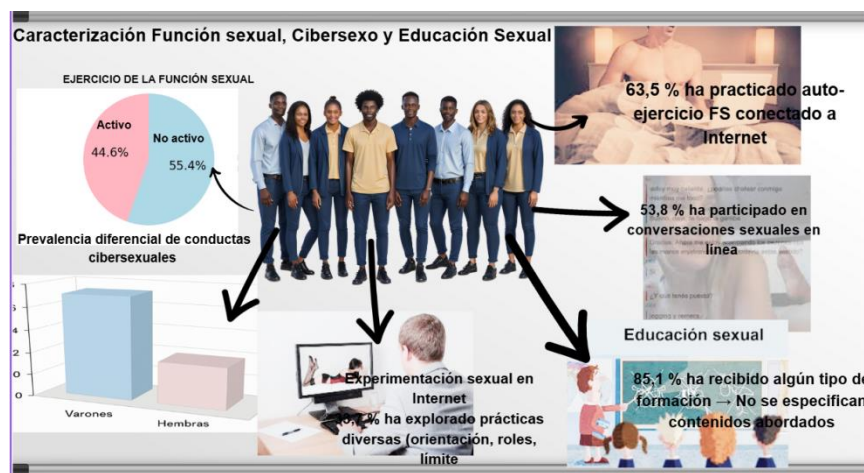 Caracterización Función sexual, Cibersexo y Educación Sexual
EJERCICIO DE LA FUNCIÓN SEXUAL
Activo
44.6%
No activo
55.4%
Prevalencia diferencial de conductas
cibersexuales
2
0
0
Varones
Hembras
63,5 % ha practicado auto-
ejercicio FS conectado a
Internet
53,8 % ha participado en
conversaciones sexuales en
línea
Experimentación sexual en
Internet
% ha explorado prácticas
diversas (orientación, roles,
límite
Educación sexual
85,1 % ha recibido algún tipo de
formación → No se especifican
contenidos abordados